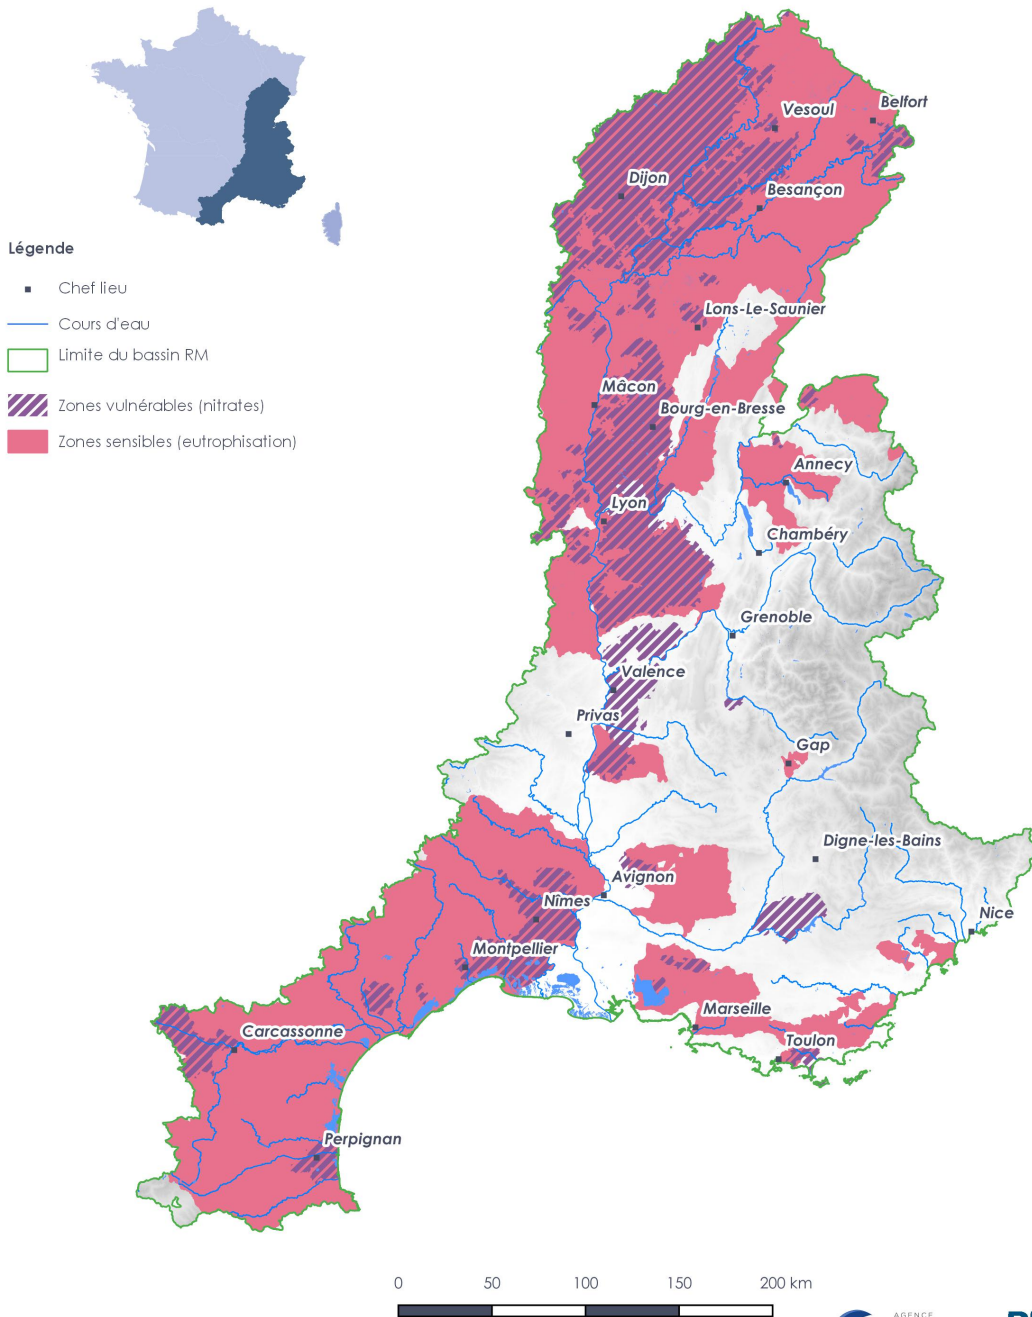 Légende
Chef lieu
Cours d'eau
Limite du bassin RM
Zones vulnérables (nitrates)
Zones sensibles (eutrophisation)
Belfort
Vesoul
Dijon
Besançon
Lons-Le-Saunier
Mâcon
Bourg-en-Bresse
Annecy
Lyon
Chambéry
Grenoble
Valence
Privas
Gap
Digne-les-Bains
Avignon
Nîmes
Nice
Montpellier
Marseille
Carcassonne
Toulon
Perpignan
0 50 100 150 200 km
AGENCE